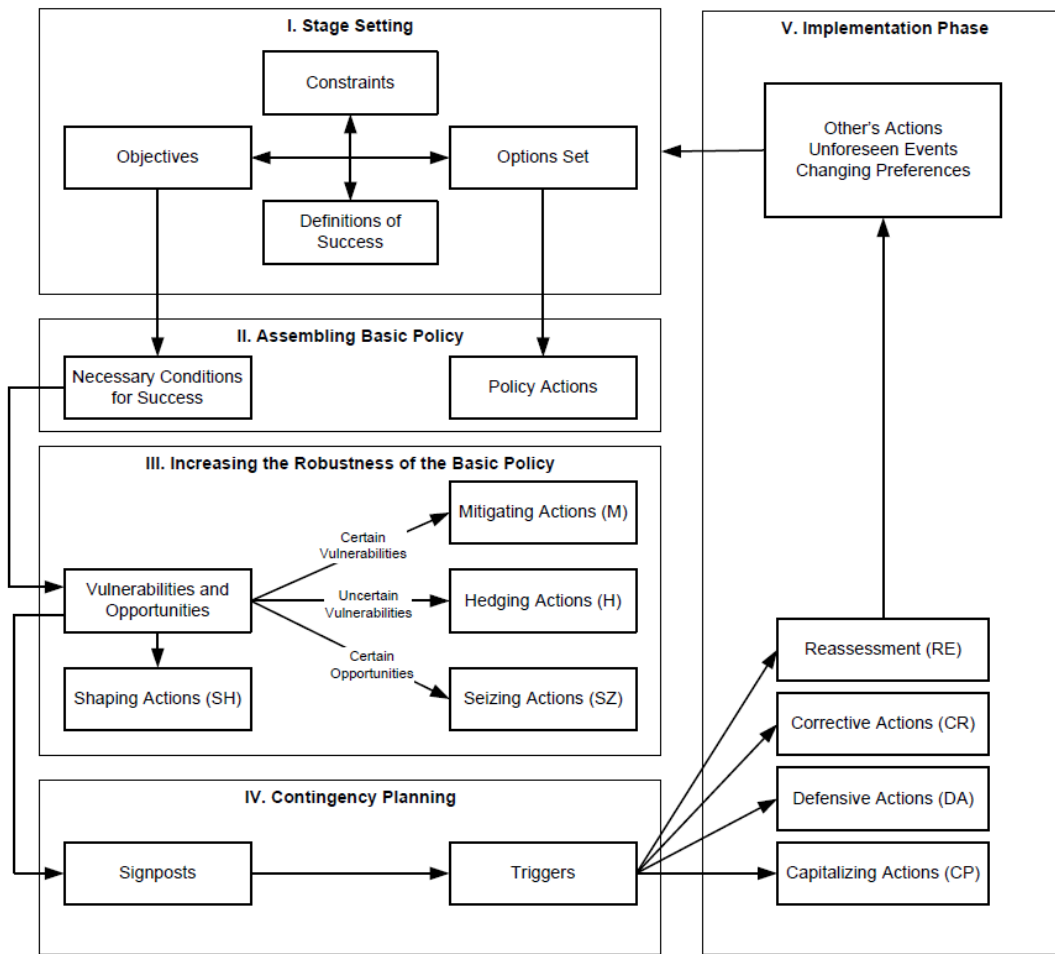 I. Stage Setting
Constraints
Objectives
Options Set
Definitions of
Success
II. Assembling Basic Policy
Necessary Conditions
for Success
Policy Actions
III. Increasing the Robustness of the Basic Policy
Mitigating Actions (M)
Certain
Vulnerabilities
Vulnerabilities and
Opportunities
Uncertain
Vulnerabilities
Hedging Actions (H)
Certain
Opportunities
Shaping Actions (SH)
Seizing Actions (SZ)
IV. Contingency Planning
Signposts
Triggers
V. Implementation Phase
Other's Actions
Unforeseen Events
Changing Preferences
Reassessment (RE)
Corrective Actions (CR)
Defensive Actions (DA)
Capitalizing Actions (CP)